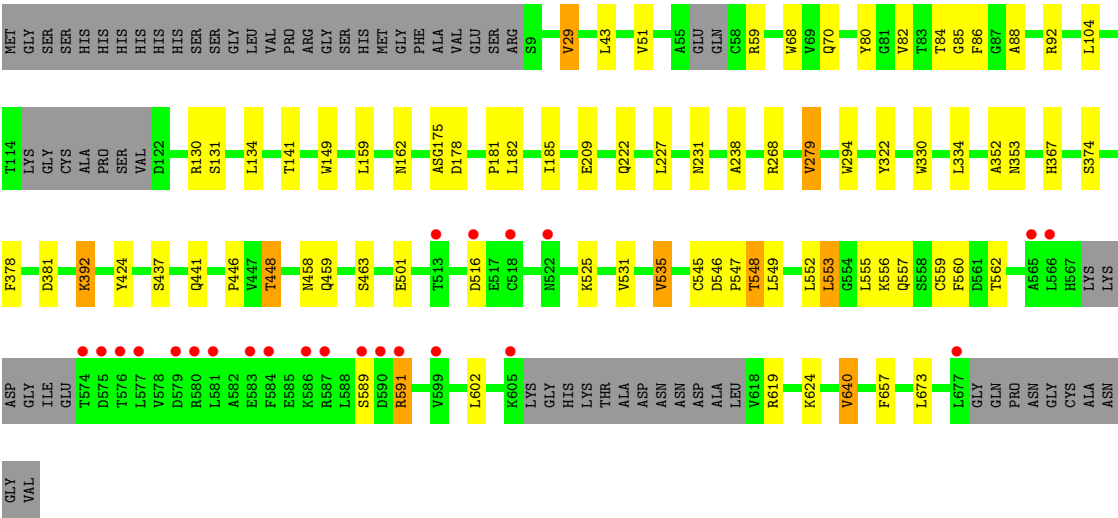 MET GLY SER SER HIS HIS HIS HIS HIS HIS SER SER GLY LEU VAL PRO ARG GLY SER HIS MET GLY PHE ALA VAL GLU SER ARG S9 V29 L43 V51 A55 GLU GLN C58 R59 W68 V69 Q70 Y80 G81 V82 T83 T84 G85 F86 G87 A88 R92 L104
T114 LYS GLY CYS ALA PRO SER VAL D122 R130 S131 L134 T141 W149 L159 N162 ASG175 D178 P181 L182 I185 E209 Q222 L227 N231 A238 R268 V279 W294 Y322 W330 L334 A352 N353 H367 S374
F378 D381 K392 Y424 S437 Q441 P446 V447 T448 N458 Q459 S463 E501 T513 D516 E517 C518 N522 K525 V531 V535 C545 D546 P547 T548 L549 L552 L553 G554 L555 K556 Q557 S558 C559 F560 D561 T562 A565 L566 H567 LYS LYS
ASP GLY ILE GLU T574 D575 T576 L577 V578 D579 R580 L581 A582 E583 F584 E585 K586 R587 L588 S589 D590 R591 V599 L602 K605 LYS GLY HIS LYS THR ALA ASP ASN ASN ASP ALA LEU V618 R619 K624 V640 F657 L673 L677 GLY GLN PRO ASN GLY CYS ALA ASN
GLY VAL